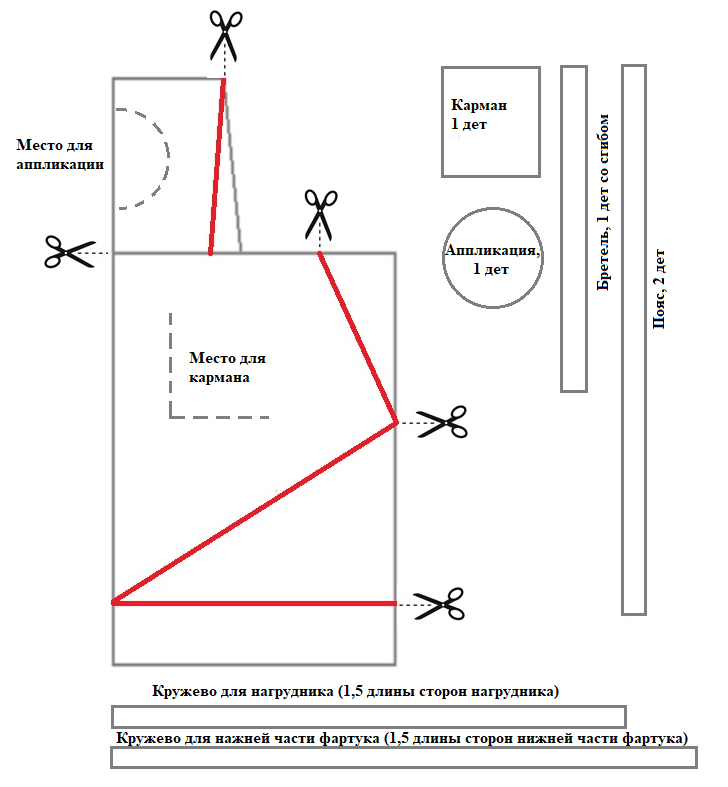 Место для
аппликации
Карман
1 дет
Аппликация,
1 дет
Бретель, 1 дет со сгибом
Пояс, 2 дет
Место для
кармана
Кружево для нагрудника (1,5 длины сторон нагрудника)
Кружево для нажней части фартука (1,5 длины сторон нижней части фартука)